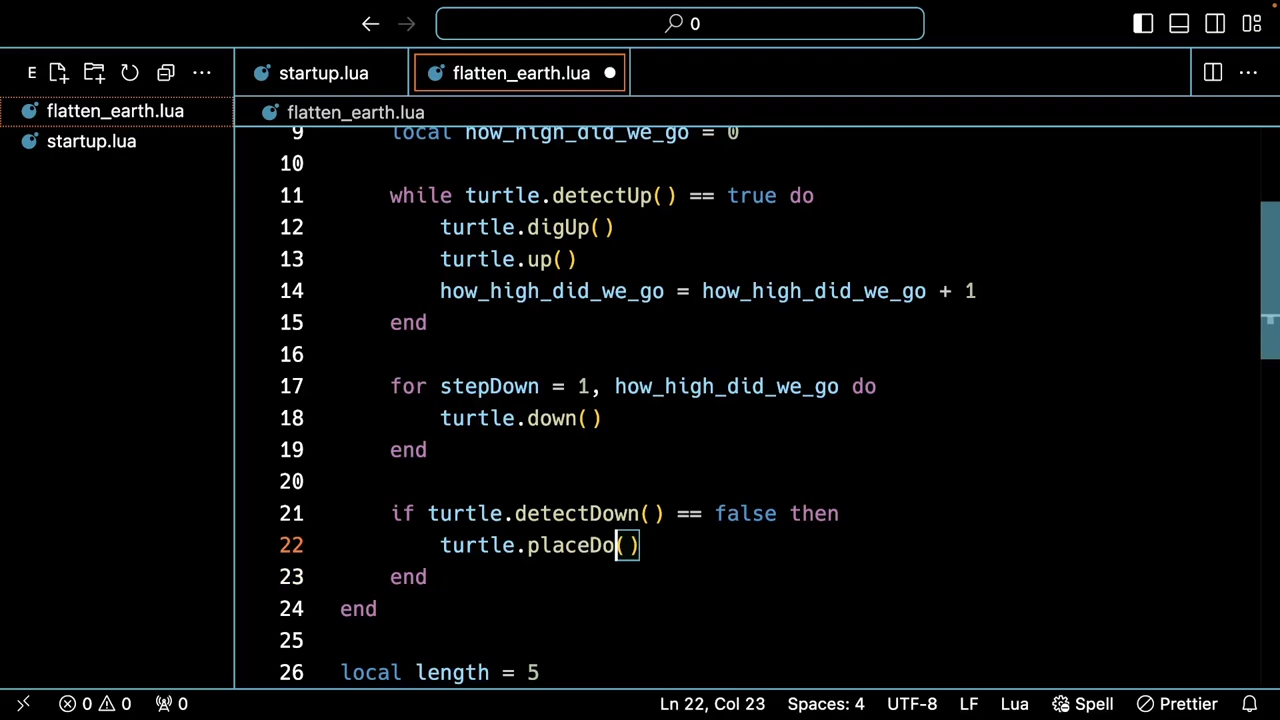 0
E
startup.lua
flatten_earth.lua
flatten_earth.lua
flatten_earth.lua
startup.lua
9 local how_high_did_we_go = 0
10
11 while turtle.detectUp() == true do
12 turtle.digUp()
13 turtle.up()
14 how_high_did_we_go = how_high_did_we_go + 1
15 end
16
17 for stepDown = 1, how_high_did_we_go do
18 turtle.down()
19 end
20
21 if turtle.detectDown() == false then
22 turtle.placeDo()
23 end
24 end
25
26 local length = 5
0 0 0 Ln 22, Col 23 Spaces: 4 UTF-8 LF Lua Spell Prettier